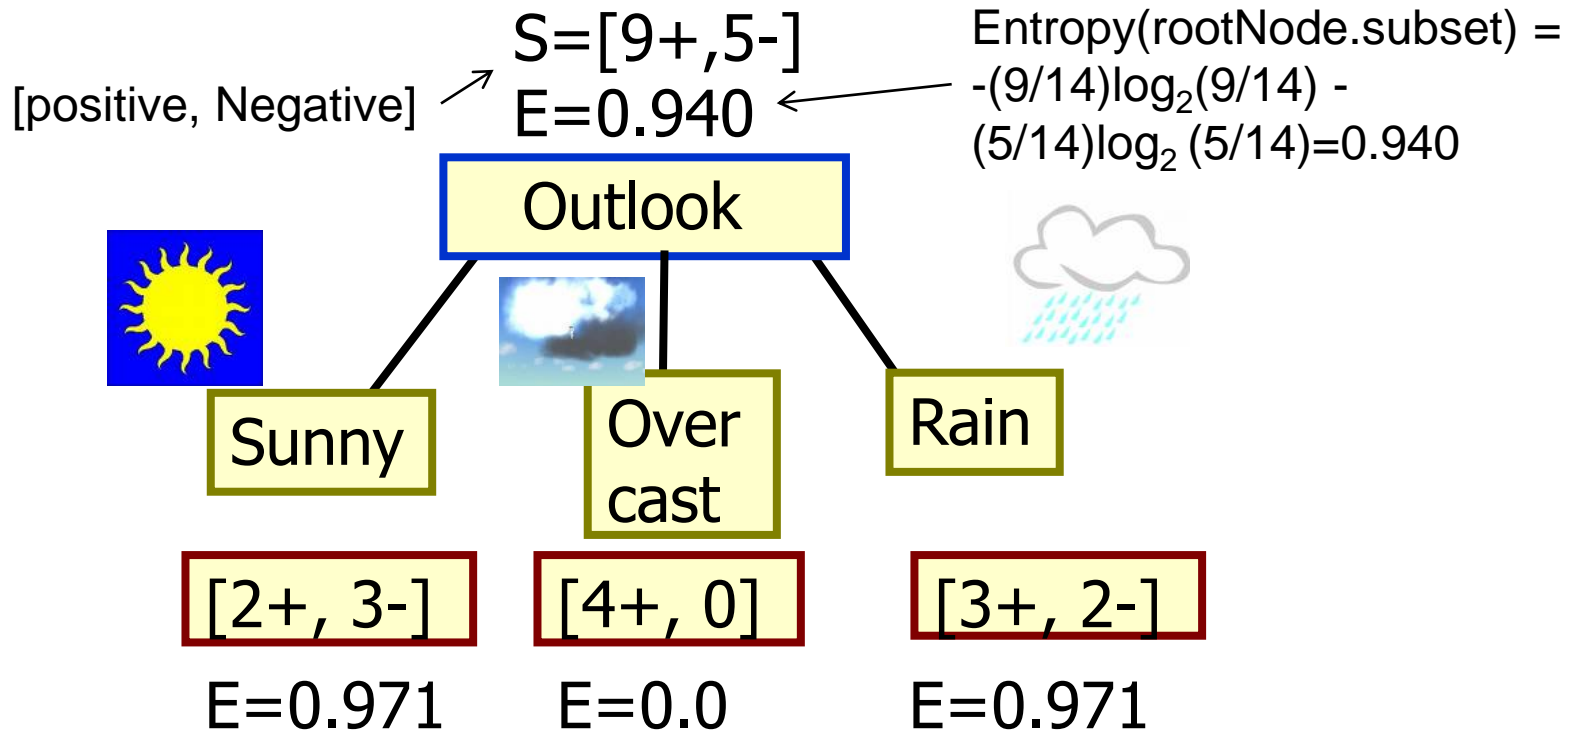 S=[9+,5-]
E=0.940
[positive, Negative]
Entropy(rootNode.subset) =
-(9/14)log₂(9/14) -
(5/14)log₂ (5/14)=0.940
Outlook
Sunny
Over
cast
Rain
[2+, 3-]
[4+, 0]
[3+, 2-]
E=0.971
E=0.0
E=0.971